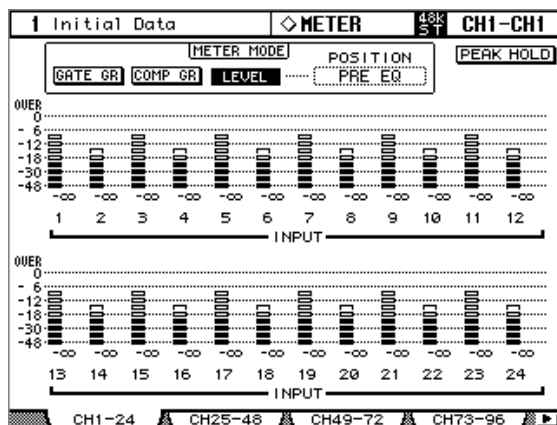 1 Initial Data ◇METER 48K ST CH1-CH1
METER MODE
POSITION
PEAK HOLD
GATE GR COMP GR LEVEL PRE EQ
OVER
0
-6
-12
-18
-30
-48
-∞ -∞ -∞ -∞ -∞ -∞ -∞ -∞ -∞ -∞ -∞ -∞
1 2 3 4 5 6 7 8 9 10 11 12
INPUT
OVER
0
-6
-12
-18
-30
-48
-∞ -∞ -∞ -∞ -∞ -∞ -∞ -∞ -∞ -∞ -∞ -∞
13 14 15 16 17 18 19 20 21 22 23 24
INPUT
CH1-24 CH25-48 CH49-72 CH73-96